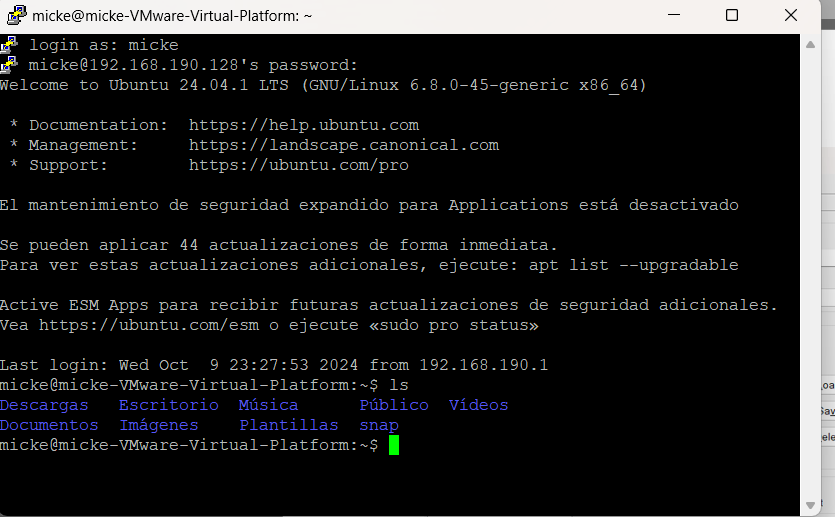 micke@micke-VMware-Virtual-Platform: ~
login as: micke
micke@192.168.190.128's password:
Welcome to Ubuntu 24.04.1 LTS (GNU/Linux 6.8.0-45-generic x86_64)
* Documentation:  https://help.ubuntu.com
* Management:     https://landscape.canonical.com
* Support:        https://ubuntu.com/pro
El mantenimiento de seguridad expandido para Applications está desactivado
Se pueden aplicar 44 actualizaciones de forma inmediata.
Para ver estas actualizaciones adicionales, ejecute: apt list --upgradable
Active ESM Apps para recibir futuras actualizaciones de seguridad adicionales.
Vea https://ubuntu.com/esm o ejecute «sudo pro status»
Last login: Wed Oct  9 23:27:53 2024 from 192.168.190.1
micke@micke-VMware-Virtual-Platform:~$ ls
Descargas   Escritorio  Música      Público  Vídeos
Documentos  Imágenes    Plantillas  snap
micke@micke-VMware-Virtual-Platform:~$